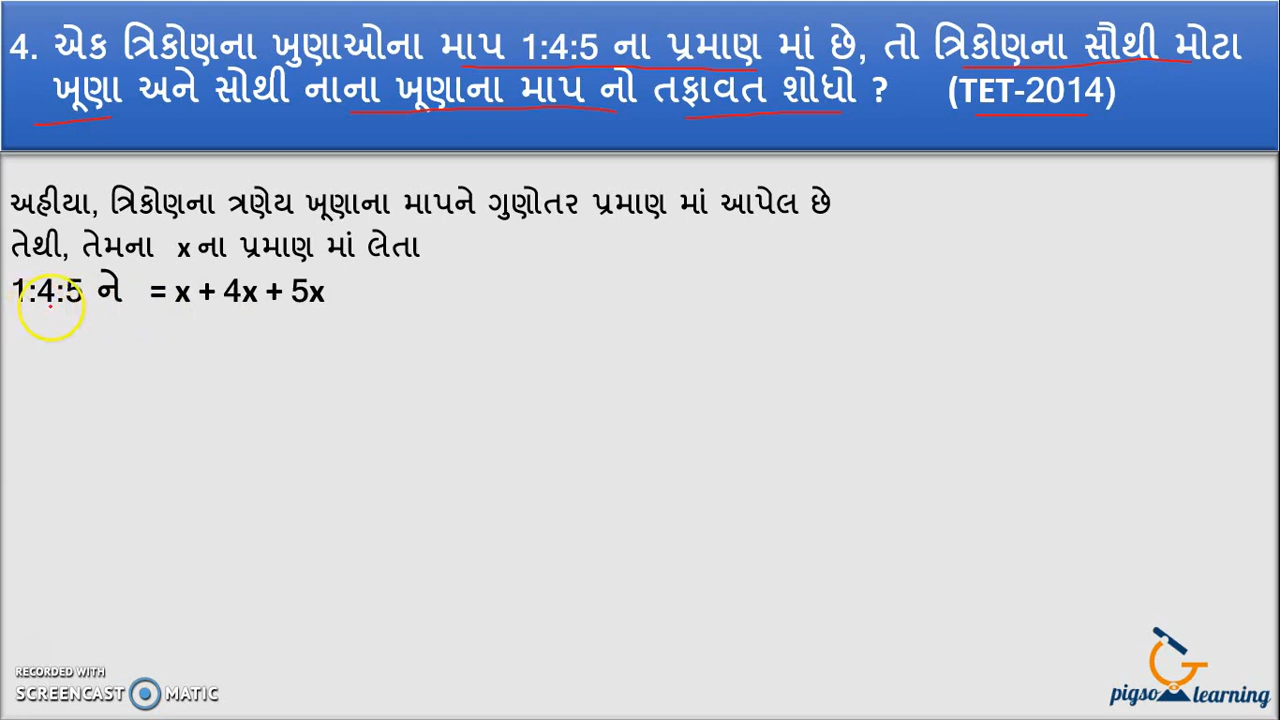 4. એક ત્રિકોણના ખુણાઓના માપ 1:4:5 ના પ્રમાણ માં છે, તો ત્રિકોણના સૌથી મોટા
ખૂણા અને સોથી નાના ખૂણાના માપ નો તફાવત શોધો ? (TET-2014)
અહીયા, ત્રિકોણના ત્રણેય ખૂણાના માપને ગુણોતર પ્રમાણ માં આપેલ છે
તેથી, તેમના x ના પ્રમાણ માં લેતા
1:4:5 ને = x + 4x + 5x
RECORDED WITH
SCREENCAST MATIC
pigso learning